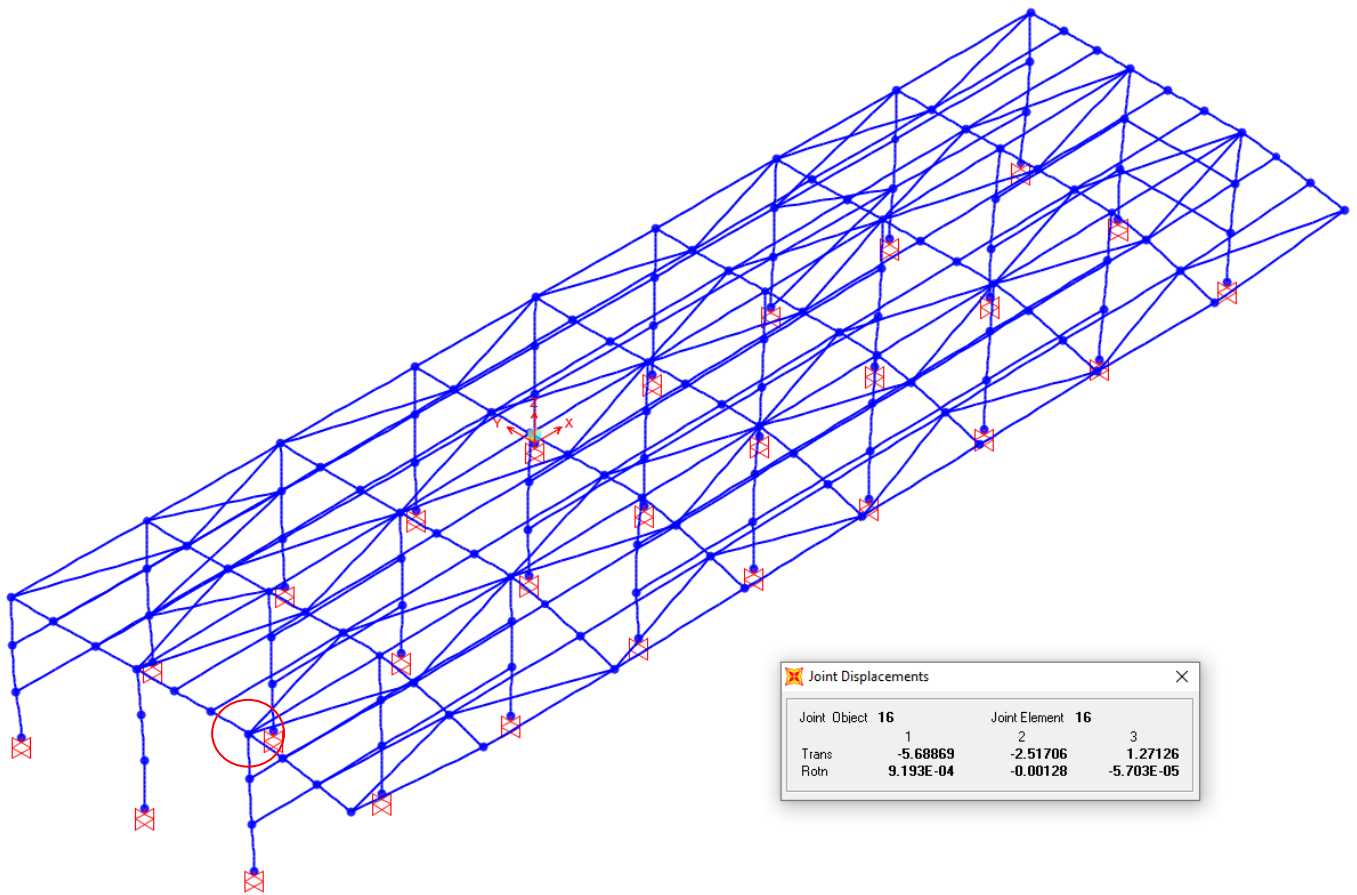 Z
Y X
Joint Displacements
Joint Object 16 Joint Element 16
1 2 3
Trans -5.68869 -2.51706 1.27126
Rotn 9.193E-04 -0.00128 -5.703E-05